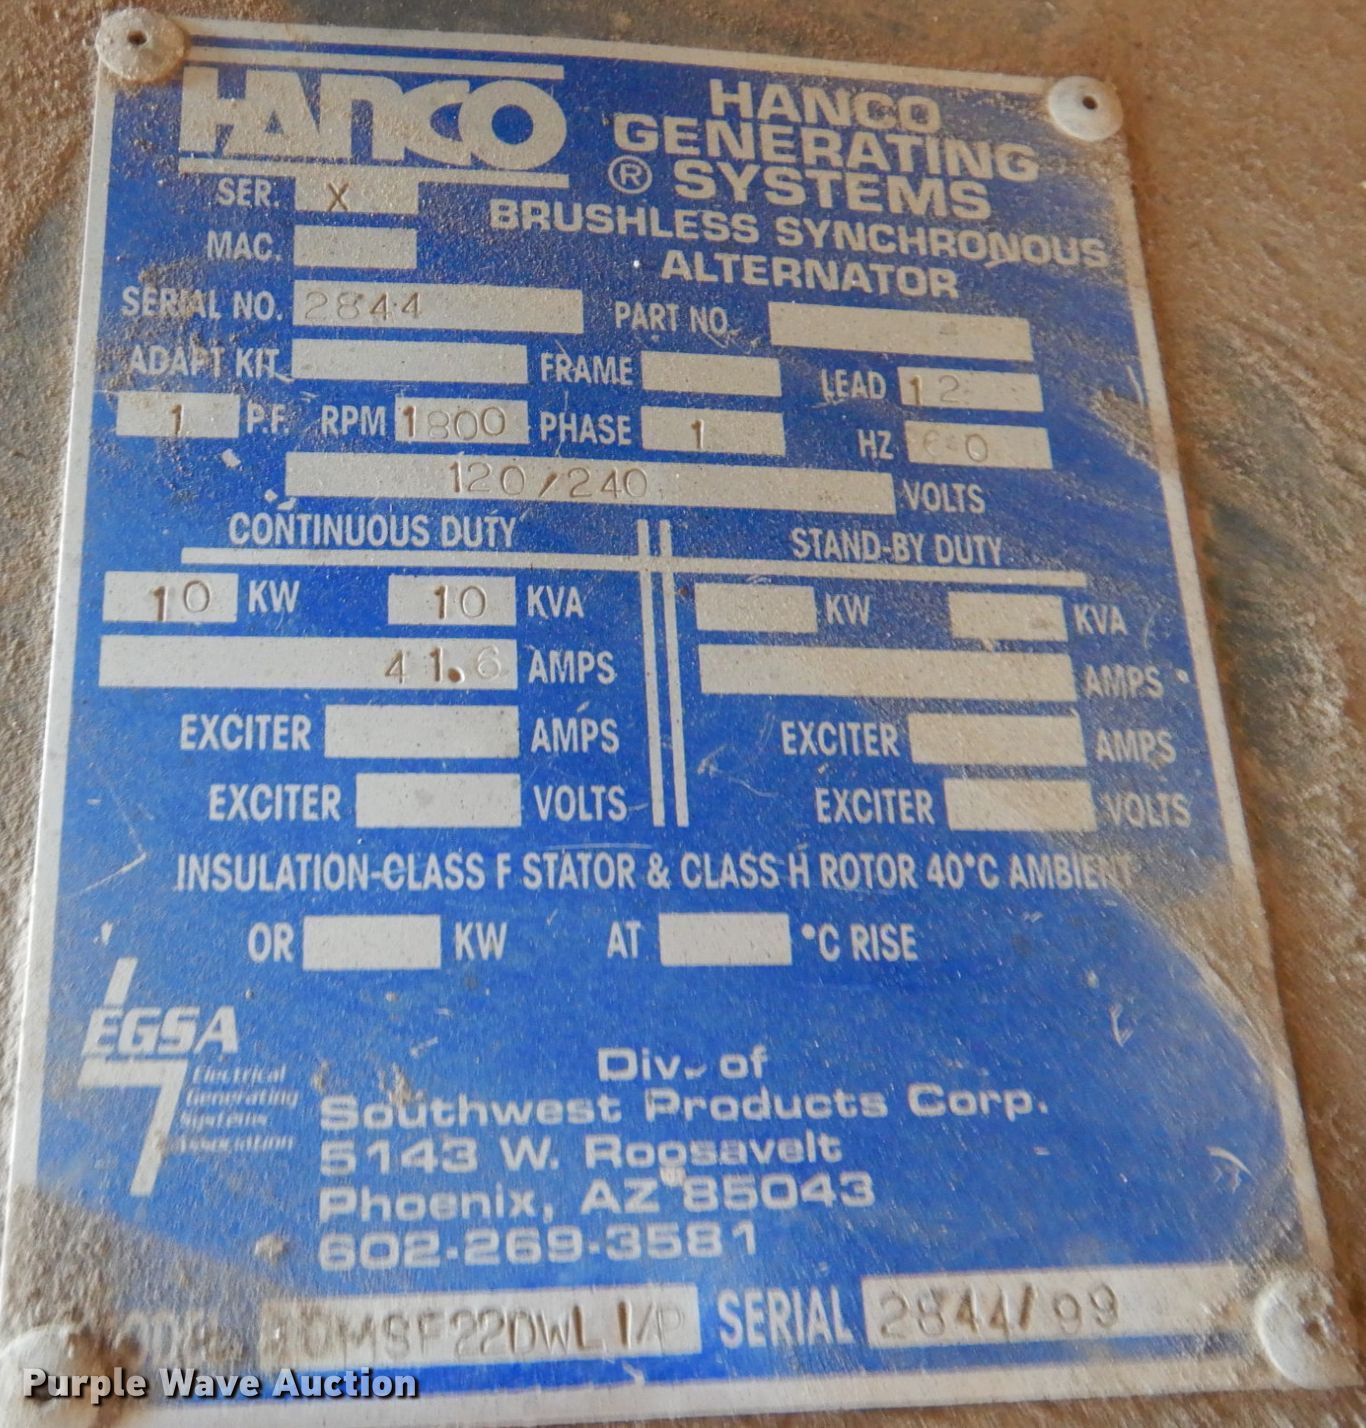 HANCO
HANCO
GENERATING
® SYSTEMS
BRUSHLESS SYNCHRONOUS
ALTERNATOR
SER. X
MAC.
SERIAL NO. 2844 PART NO.
ADAPT KIT FRAME LEAD 12
1 P.F. RPM 1800 PHASE 1 HZ 60
120/240 VOLTS
CONTINUOUS DUTY STAND-BY DUTY
10 KW 10 KVA KW KVA
41.6 AMPS AMPS
EXCITER AMPS EXCITER AMPS
EXCITER VOLTS EXCITER VOLTS
INSULATION-CLASS F STATOR & CLASS H ROTOR 40°C AMBIENT
OR KW AT °C RISE
EGSA
Electrical
Generating
Systems
Association
Div. of
Southwest Products Corp.
5143 W. Roosavelt
Phoenix, AZ 85043
602-269-3581
SERIAL 2844/99
Purple Wave Auction